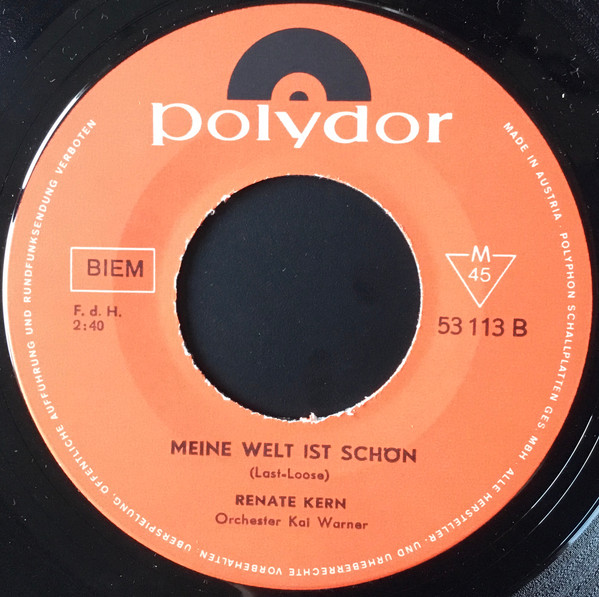 polydor
MADE IN AUSTRIA · POLYPHON SCHALLPLATTEN GES. MBH · ALLE HERSTELLER- UND URHEBERRECHTE VORBEHALTEN · ÜBERSPIELUNG, ÖFFENTLICHE AUFFÜHRUNG UND RUNDFUNKSENDUNG VERBOTEN
BIEM
F. d. H.
2:40
M
45
53 113 B
MEINE WELT IST SCHÖN
(Last-Loose)
RENATE KERN
Orchester Kai Warner